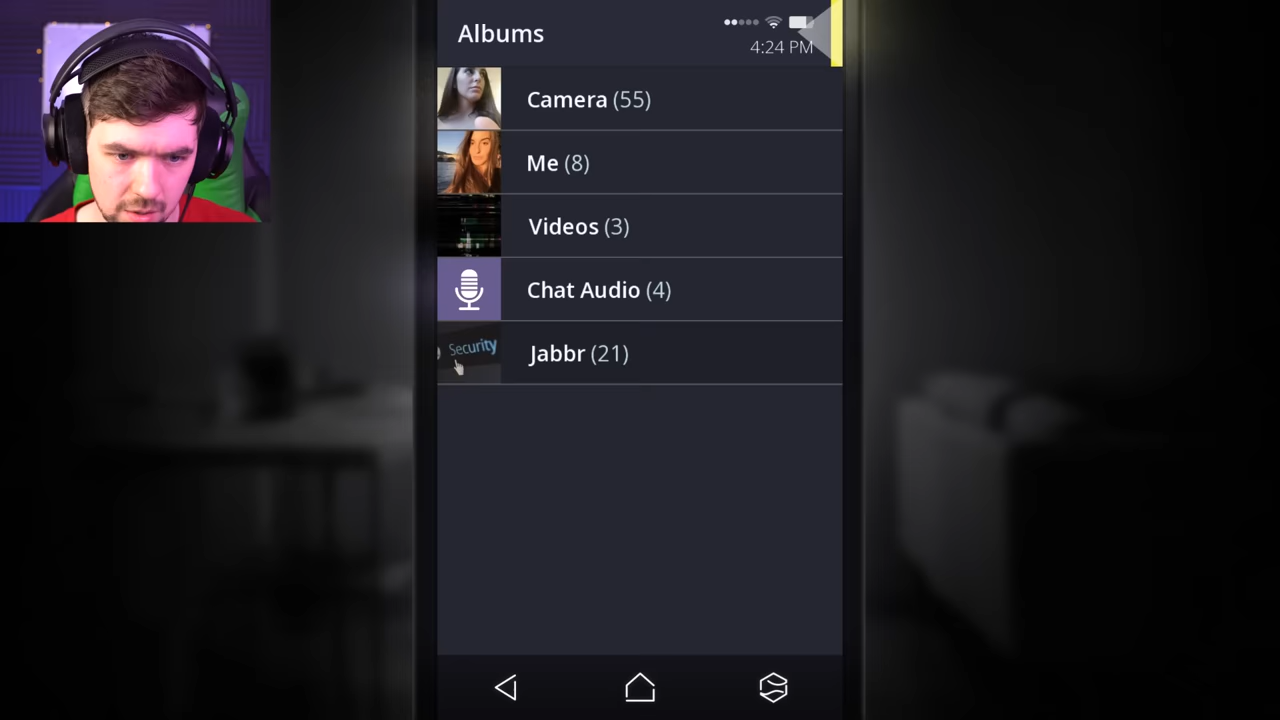 Albums
4:24 PM
Camera (55)
Me (8)
Videos (3)
Chat Audio (4)
Security
Jabbr (21)